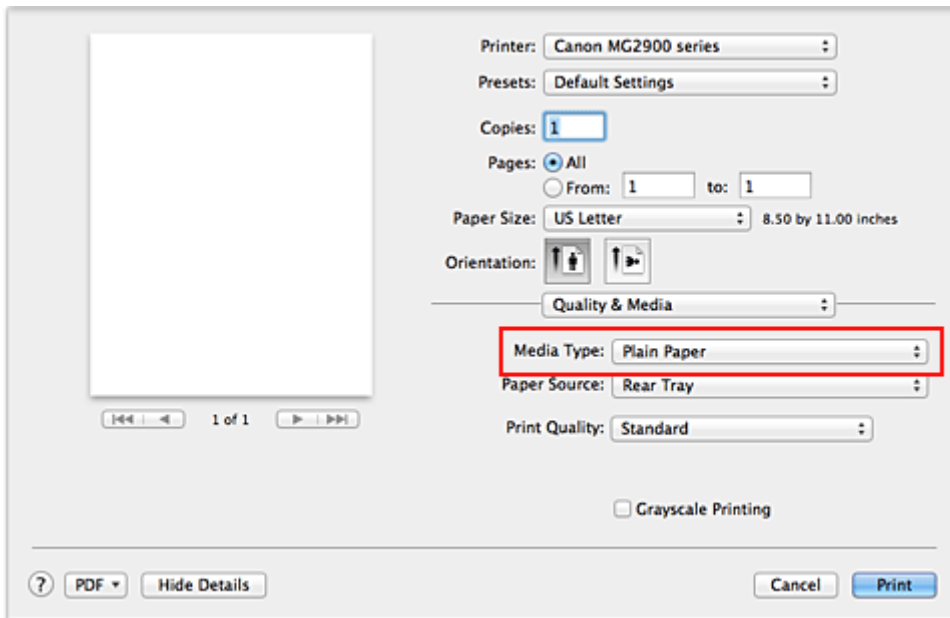 Printer: Canon MG2900 series
Presets: Default Settings
Copies: 1
Pages: All
From: 1 to: 1
Paper Size: US Letter 8.50 by 11.00 inches
Orientation:
Quality & Media
Media Type: Plain Paper
Paper Source: Rear Tray
1 of 1
Print Quality: Standard
Grayscale Printing
? PDF Hide Details Cancel Print